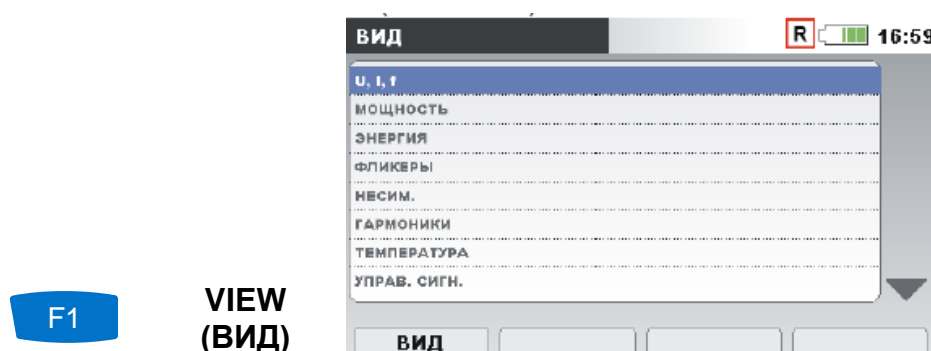 ВИД
R 16:59
U, I, f
МОЩНОСТЬ
ЭНЕРГИЯ
ФЛИКЕРЫ
НЕСИМ.
ГАРМОНИКИ
ТЕМПЕРАТУРА
УПРАВ. СИГН.
F1
VIEW
(ВИД)
ВИД